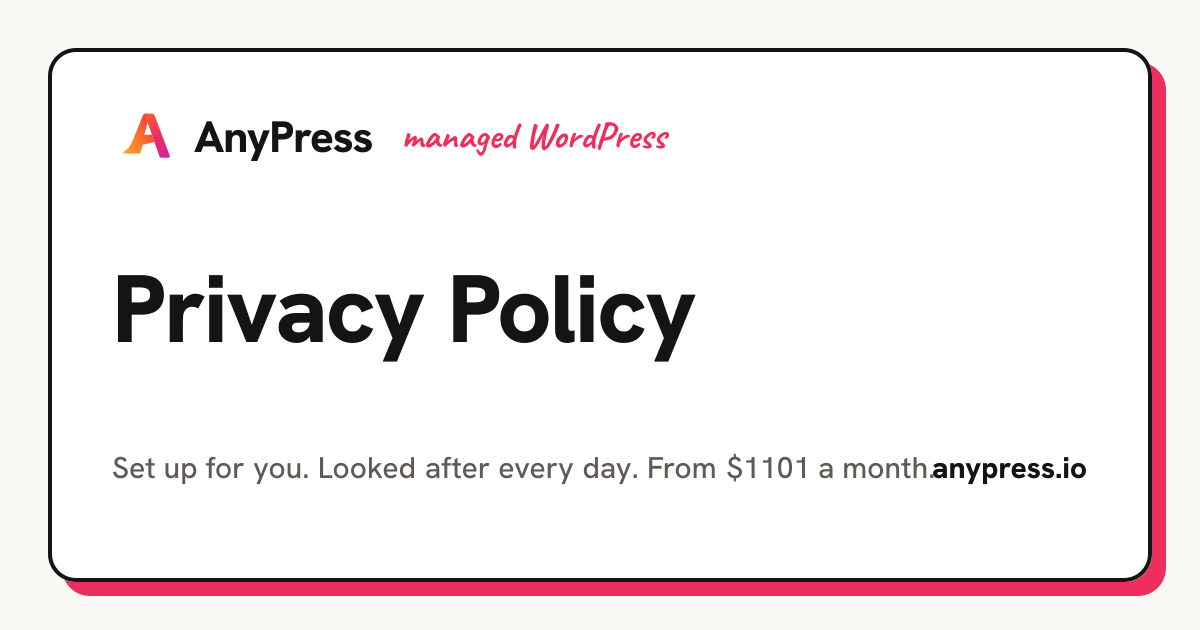 AnyPress managed WordPress
Privacy Policy
Set up for you. Looked after every day. From $1101 a month. anypress.io